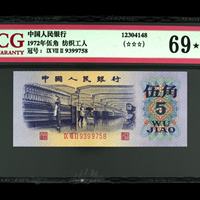 CG
WARRANTY
中国人民银行
1972年伍角 纺织工人
冠号: IX VII II 9399758
12304148
(☆☆☆)
69★
中国人民银行
伍角
5
WU
JIAO
IX VII II 9399758